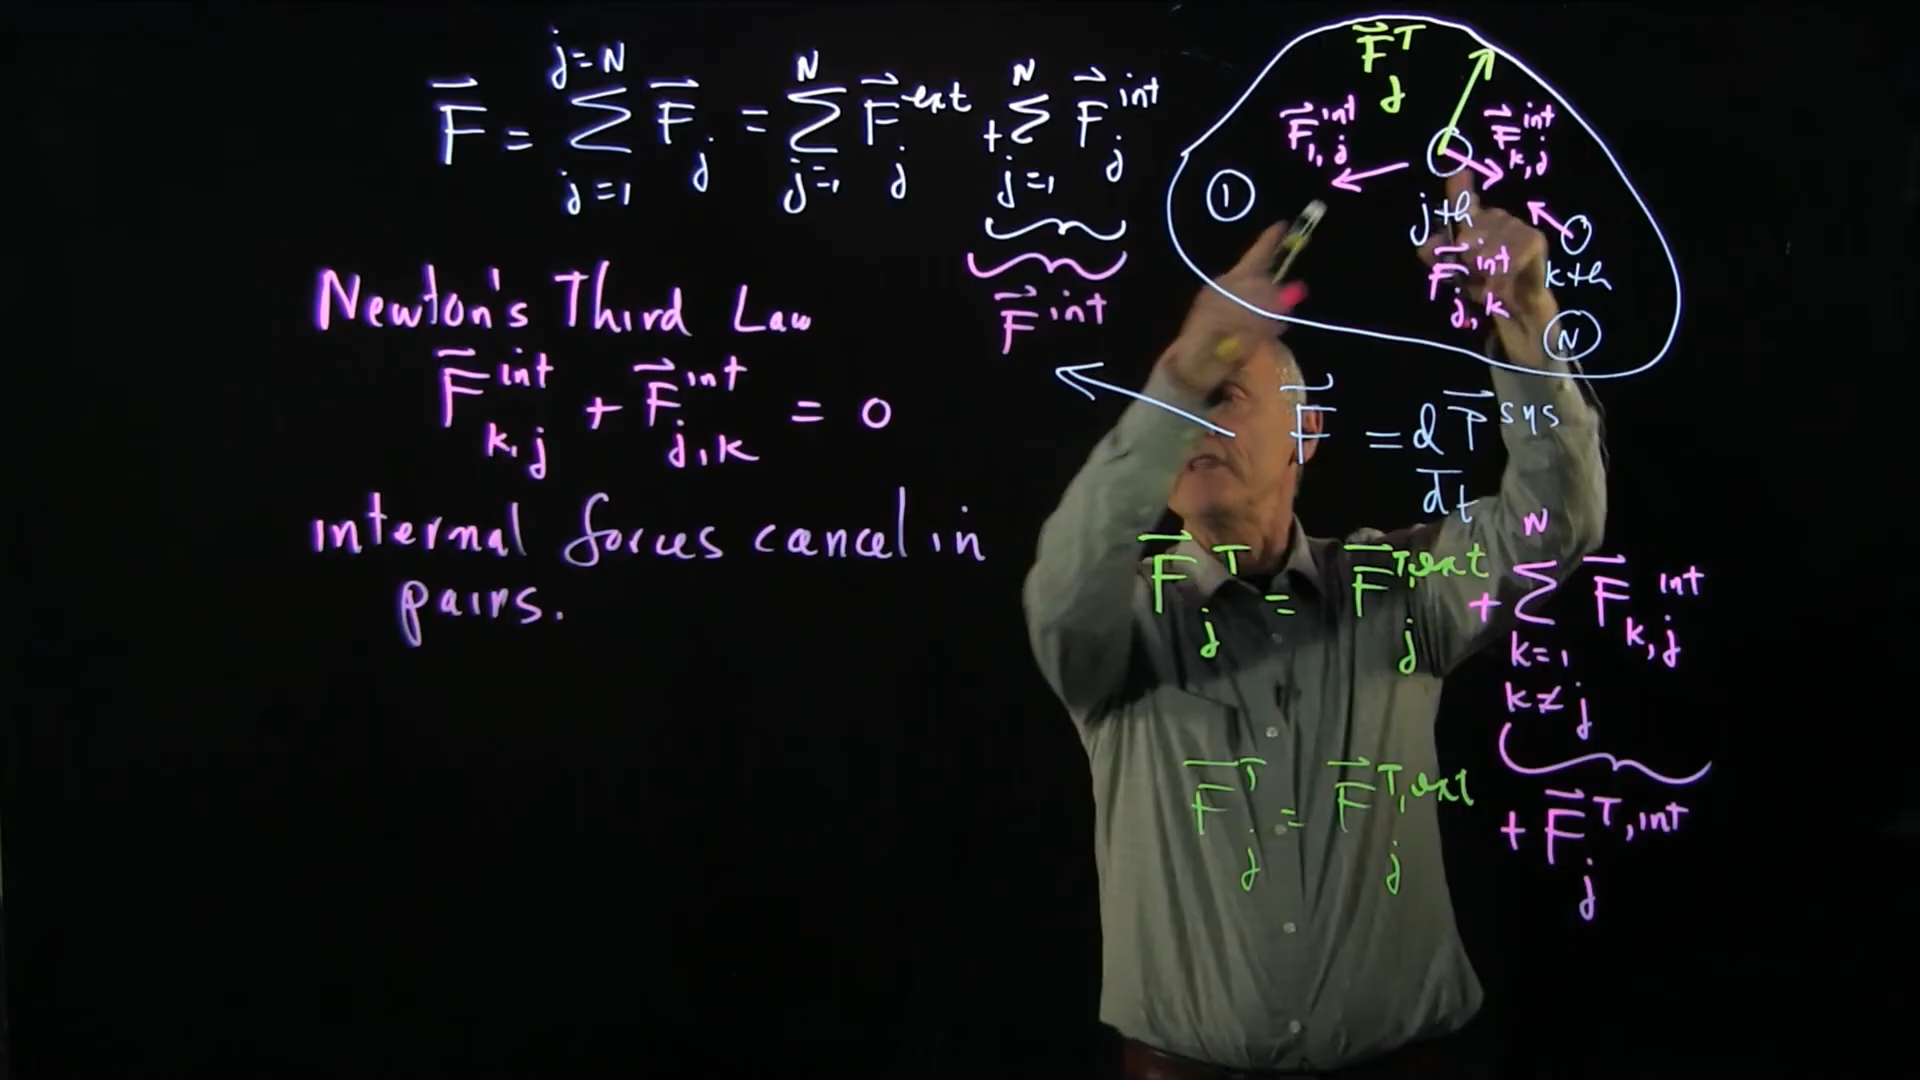 F⃗ = Σ_{j=1}^{j=N} F⃗_j = Σ_{j=1}^{N} F⃗_j^{ext} + Σ_{j=1}^{N} F⃗_j^{int}
F⃗^{int}
Newton's Third Law
F⃗_{k,j}^{int} + F⃗_{j,k}^{int} = 0
internal forces cancel in
pairs.
F⃗_j^T
F⃗_{1,j}^{int}
F⃗_{k,j}^{int}
1
jth
F⃗_{j,k}^{int}
kth
N
F⃗ = dP⃗^{sys}/dt
F⃗_j^T = F⃗_j^{T,ext} + Σ_{k=1, k≠j}^{N} F⃗_{k,j}^{int}
F⃗_j^T = F⃗_j^{T,ext} + F⃗_j^{T,int}